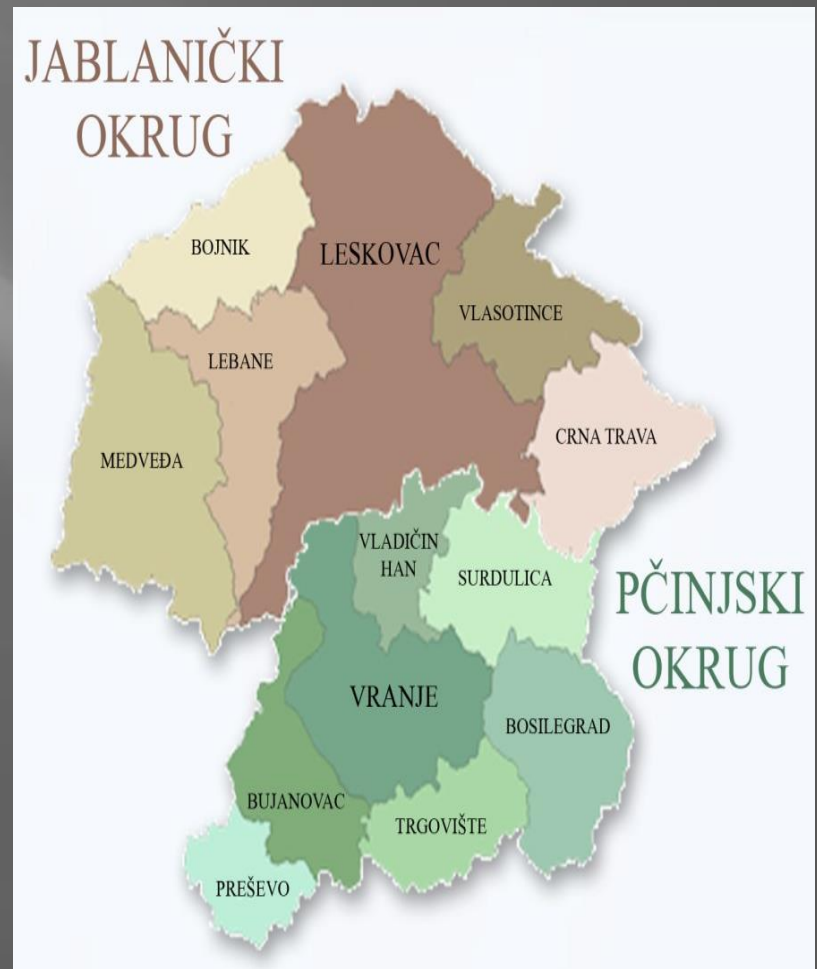 JABLANIČKI
OKRUG
BOJNIK
LESKOVAC
VLASOTINCE
LEBANE
CRNA TRAVA
MEDVEĐA
VLADIČIN
HAN
SURDULICA
PČINJSKI
OKRUG
VRANJE
BOSILEGRAD
BUJANOVAC
TRGOVIŠTE
PREŠEVO